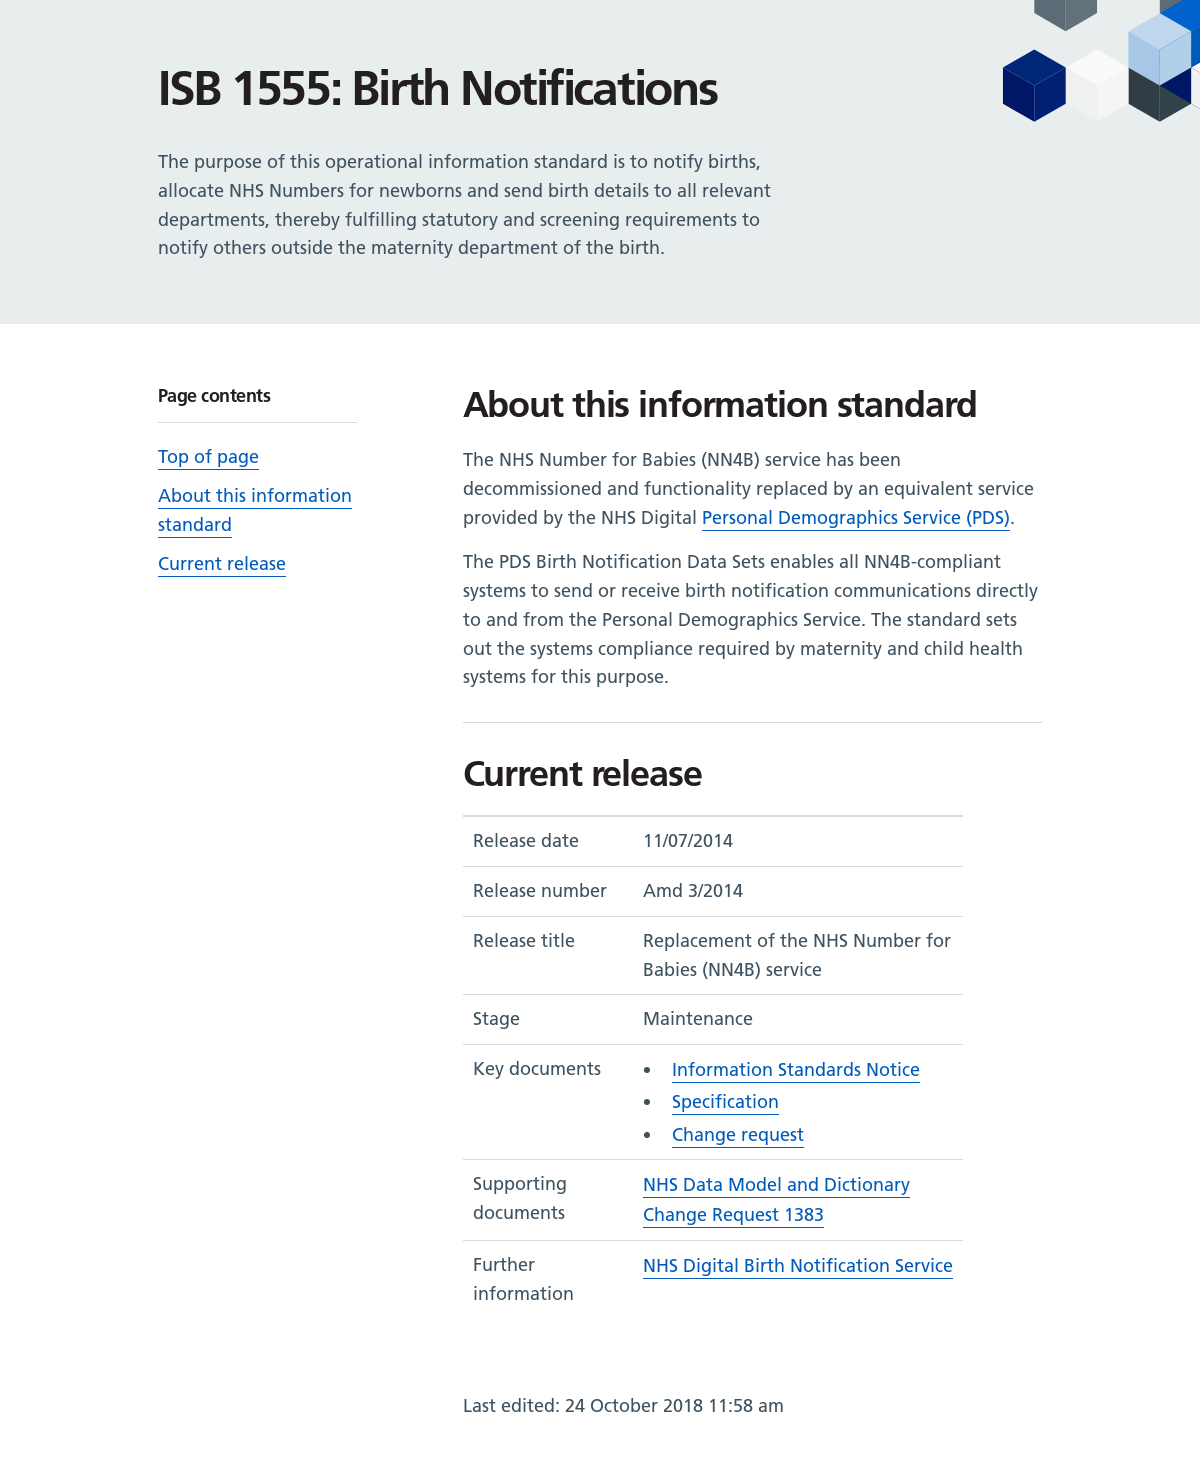 ISB 1555: Birth Notifications
The purpose of this operational information standard is to notify births,
allocate NHS Numbers for newborns and send birth details to all relevant
departments, thereby fulfilling statutory and screening requirements to
notify others outside the maternity department of the birth.
Page contents
Top of page
About this information
standard
Current release
About this information standard
The NHS Number for Babies (NN4B) service has been
decommissioned and functionality replaced by an equivalent service
provided by the NHS Digital Personal Demographics Service (PDS).
The PDS Birth Notification Data Sets enables all NN4B-compliant
systems to send or receive birth notification communications directly
to and from the Personal Demographics Service. The standard sets
out the systems compliance required by maternity and child health
systems for this purpose.
Current release
Release date 11/07/2014
Release number Amd 3/2014
Release title Replacement of the NHS Number for
Babies (NN4B) service
Stage Maintenance
Key documents • Information Standards Notice
• Specification
• Change request
Supporting NHS Data Model and Dictionary
documents Change Request 1383
Further NHS Digital Birth Notification Service
information
Last edited: 24 October 2018 11:58 am